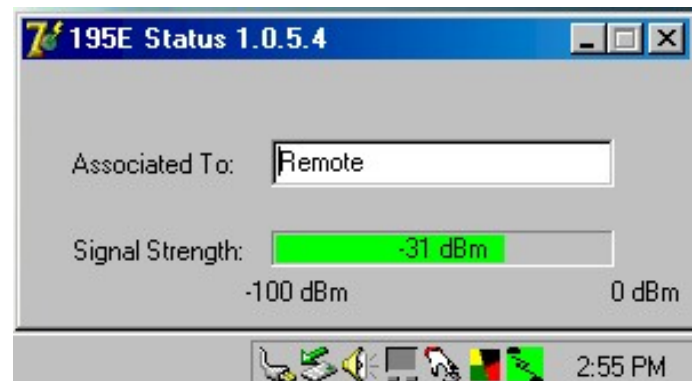 195E Status 1.0.5.4
Associated To: Remote
Signal Strength: -31 dBm
-100 dBm 0 dBm
2:55 PM